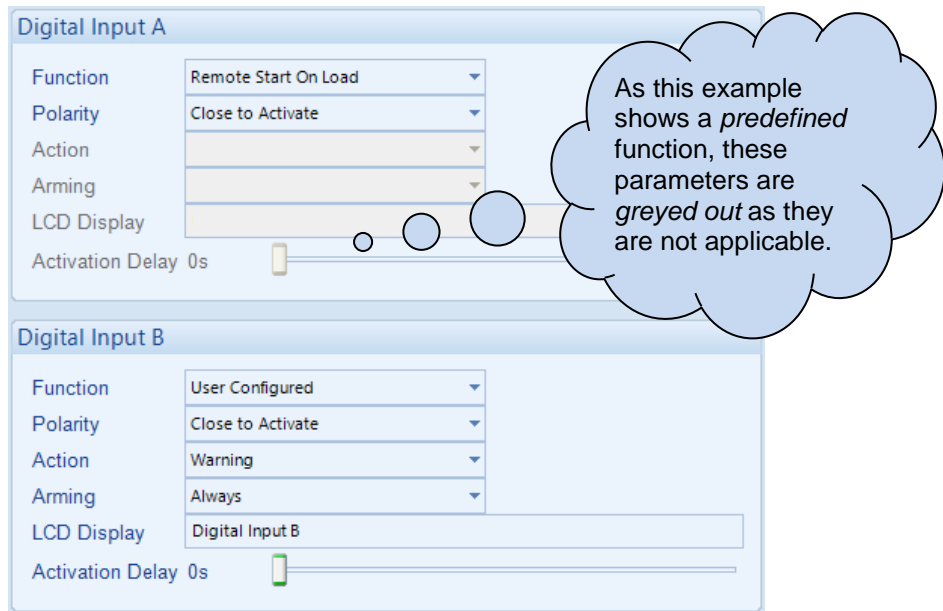 Digital Input A
Function Remote Start On Load
Polarity Close to Activate
Action
Arming
LCD Display
Activation Delay 0s
As this example
shows a predefined
function, these
parameters are
greyed out as they
are not applicable.
Digital Input B
Function User Configured
Polarity Close to Activate
Action Warning
Arming Always
LCD Display Digital Input B
Activation Delay 0s